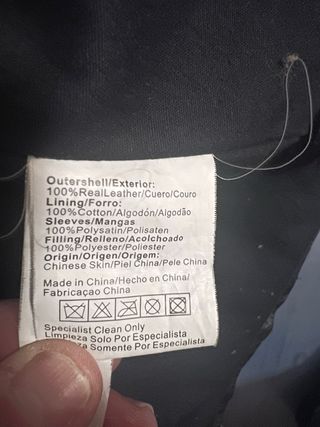 Outershell/Exterior:
100%RealLeather/Cuero/Couro
Lining/Forro:
100%Cotton/Algodón/Algodão
Sleeves/Mangas
100%Polysatin/Polisaten
Filling/Relleno/Acolchoado
100%Polyester/Poliester
Origin/Origen/Origem:
Chinese Skin/Piel China/Pele China
Made in China/Hecho en China/
Fabricaçao China
Specialist Clean Only
Limpieza Solo Por Especialista
Somente Por Especialista